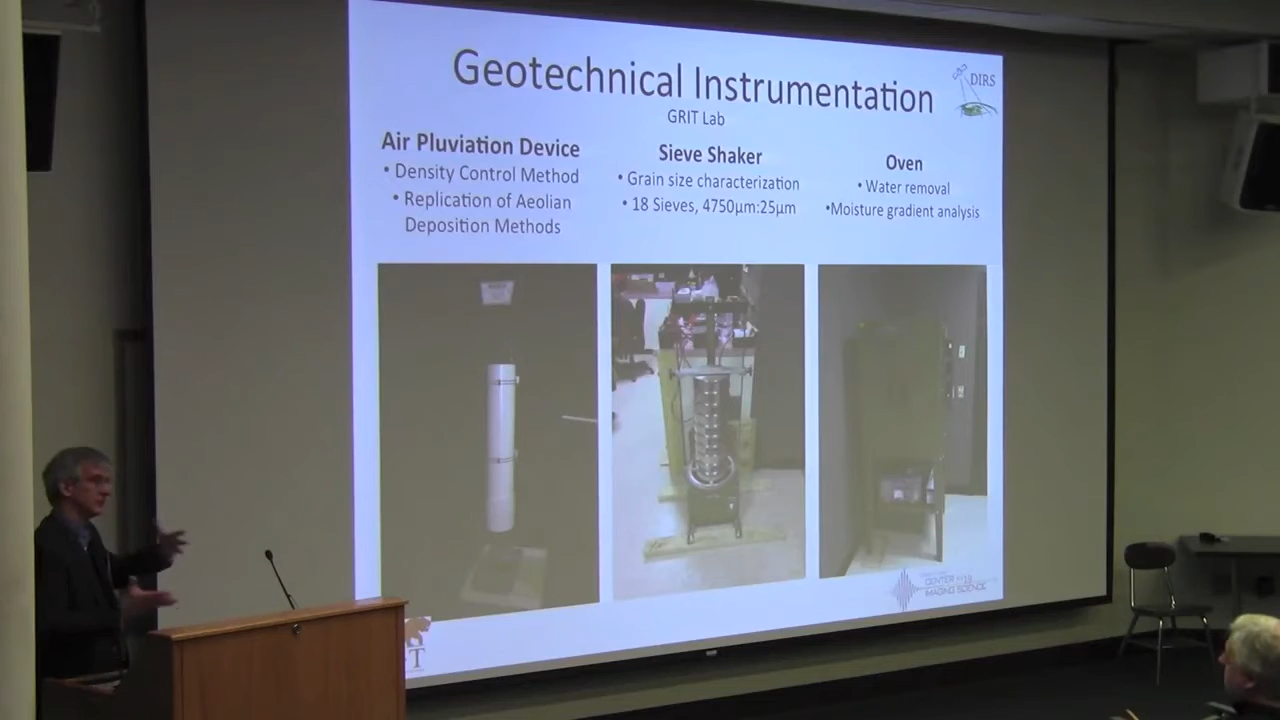 Geotechnical Instrumentation
GRIT Lab
DIRS
Air Pluviation Device
• Density Control Method
• Replication of Aeolian
Deposition Methods
Sieve Shaker
• Grain size characterization
• 18 Sieves, 4750µm:25µm
Oven
• Water removal
•Moisture gradient analysis
CENTER for
IMAGING SCIENCE